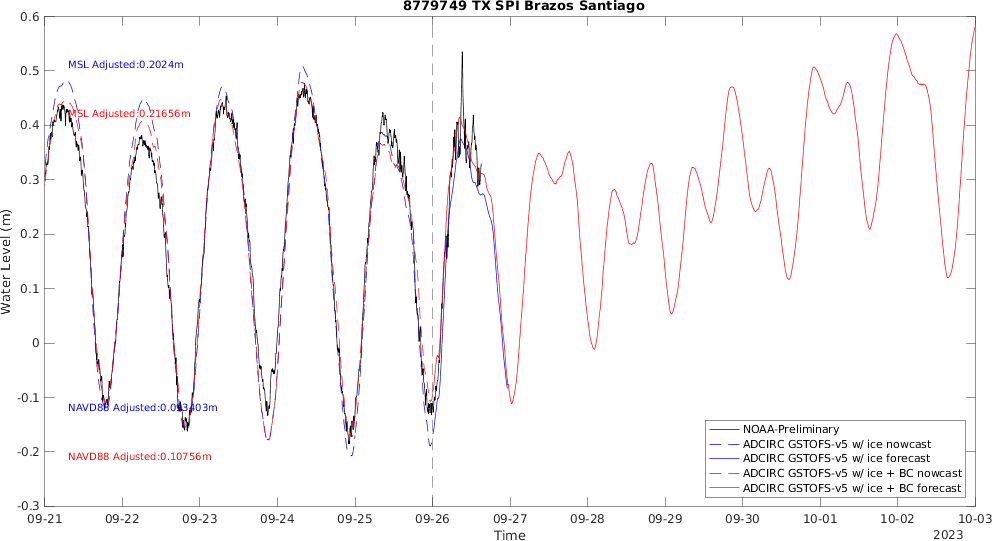 8779749 TX SPI Brazos Santiago
0.6
0.5
0.4
0.3
0.2
0.1
0
-0.1
-0.2
-0.3
Water Level (m)
MSL Adjusted:0.2024m
MSL Adjusted:0.21656m
NAVD88 Adjusted:0.093403m
NAVD88 Adjusted:0.10756m
NOAA-Preliminary
ADCIRC GSTOFS-v5 w/ ice nowcast
ADCIRC GSTOFS-v5 w/ ice forecast
ADCIRC GSTOFS-v5 w/ ice + BC nowcast
ADCIRC GSTOFS-v5 w/ ice + BC forecast
09-21 09-22 09-23 09-24 09-25 09-26 09-27 09-28 09-29 09-30 10-01 10-02 10-03
Time
2023